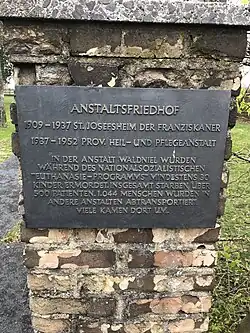 ANSTALTSFRIEDHOF
1909-1937 ST. JOSEFSHEIM DER FRANZISKANER
1937-1952 PROV. HEIL- UND PFLEGEANSTALT
IN DER ANSTALT WALDNIEL WURDEN
WÄHREND DES NATIONALSOZIALISTISCHEN
"EUTHANASIE-PROGRAMMS" MINDESTENS 30
KINDER ERMORDET. INSGESAMT STARBEN ÜBER
500 PATIENTEN. 1.044 MENSCHEN WURDEN IN
ANDERE ANSTALTEN ABTRANSPORTIERT.
VIELE KAMEN DORT UM.